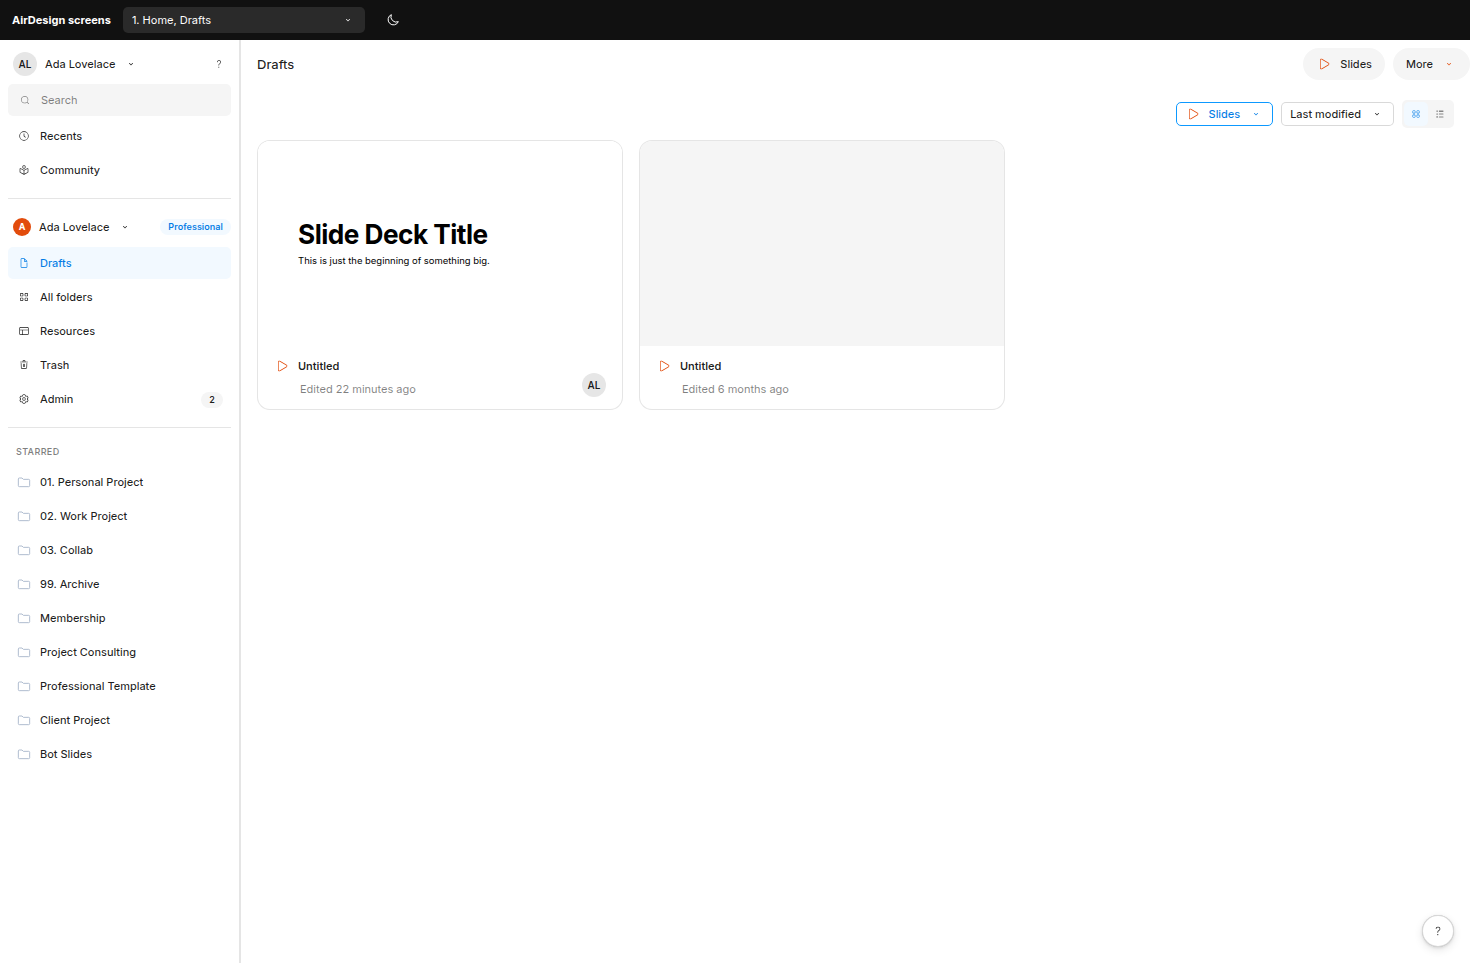 AirDesign screens
1. Home, Drafts
AL
Ada Lovelace
?
Search
Recents
Community
A
Ada Lovelace
Professional
Drafts
All folders
Resources
Trash
Admin
2
STARRED
01. Personal Project
02. Work Project
03. Collab
99. Archive
Membership
Project Consulting
Professional Template
Client Project
Bot Slides
Drafts
Slides
More
Slides
Last modified
Slide Deck Title
This is just the beginning of something big.
Untitled
Edited 22 minutes ago
AL
Untitled
Edited 6 months ago
?